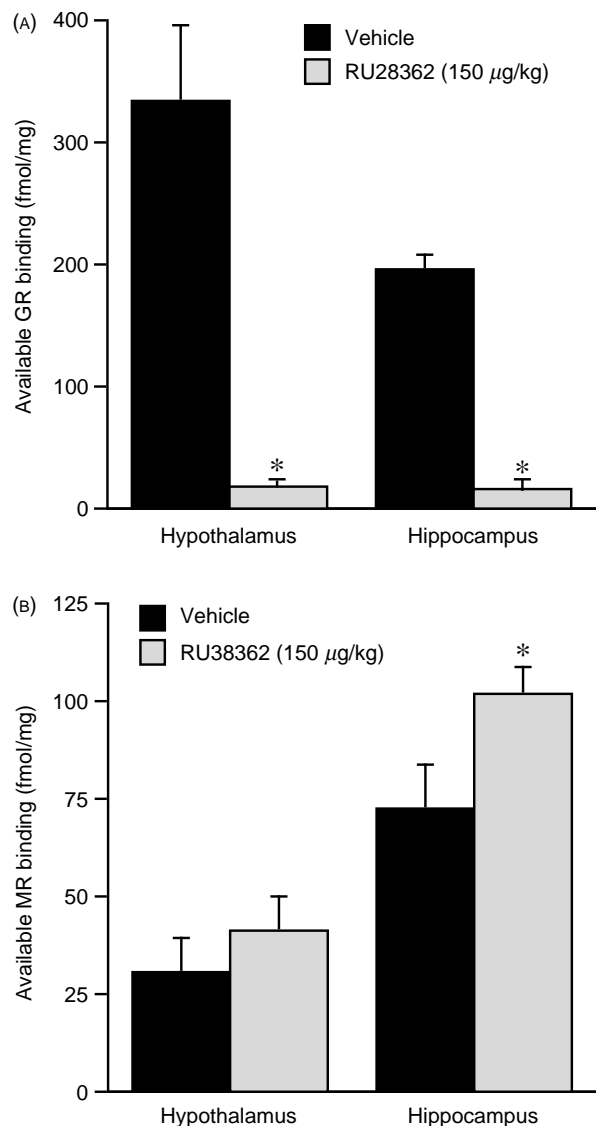 (A)
400
300
200
100
0
Available GR binding (fmol/mg)
Vehicle
RU28362 (150 μg/kg)
*
*
Hypothalamus
Hippocampus
(B)
125
100
75
50
25
0
Available MR binding (fmol/mg)
Vehicle
RU38362 (150 μg/kg)
*
Hypothalamus
Hippocampus